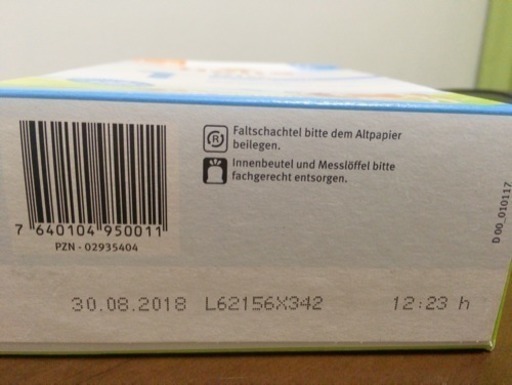 Faltschachtel bitte dem Altpapier
beilegen.
Innenbeutel und Messlöffel bitte
fachgerecht entsorgen.
7 640104 950011
PZN - 02935404
D 00_010117
30.08.2018 L62156X342 12:23 h